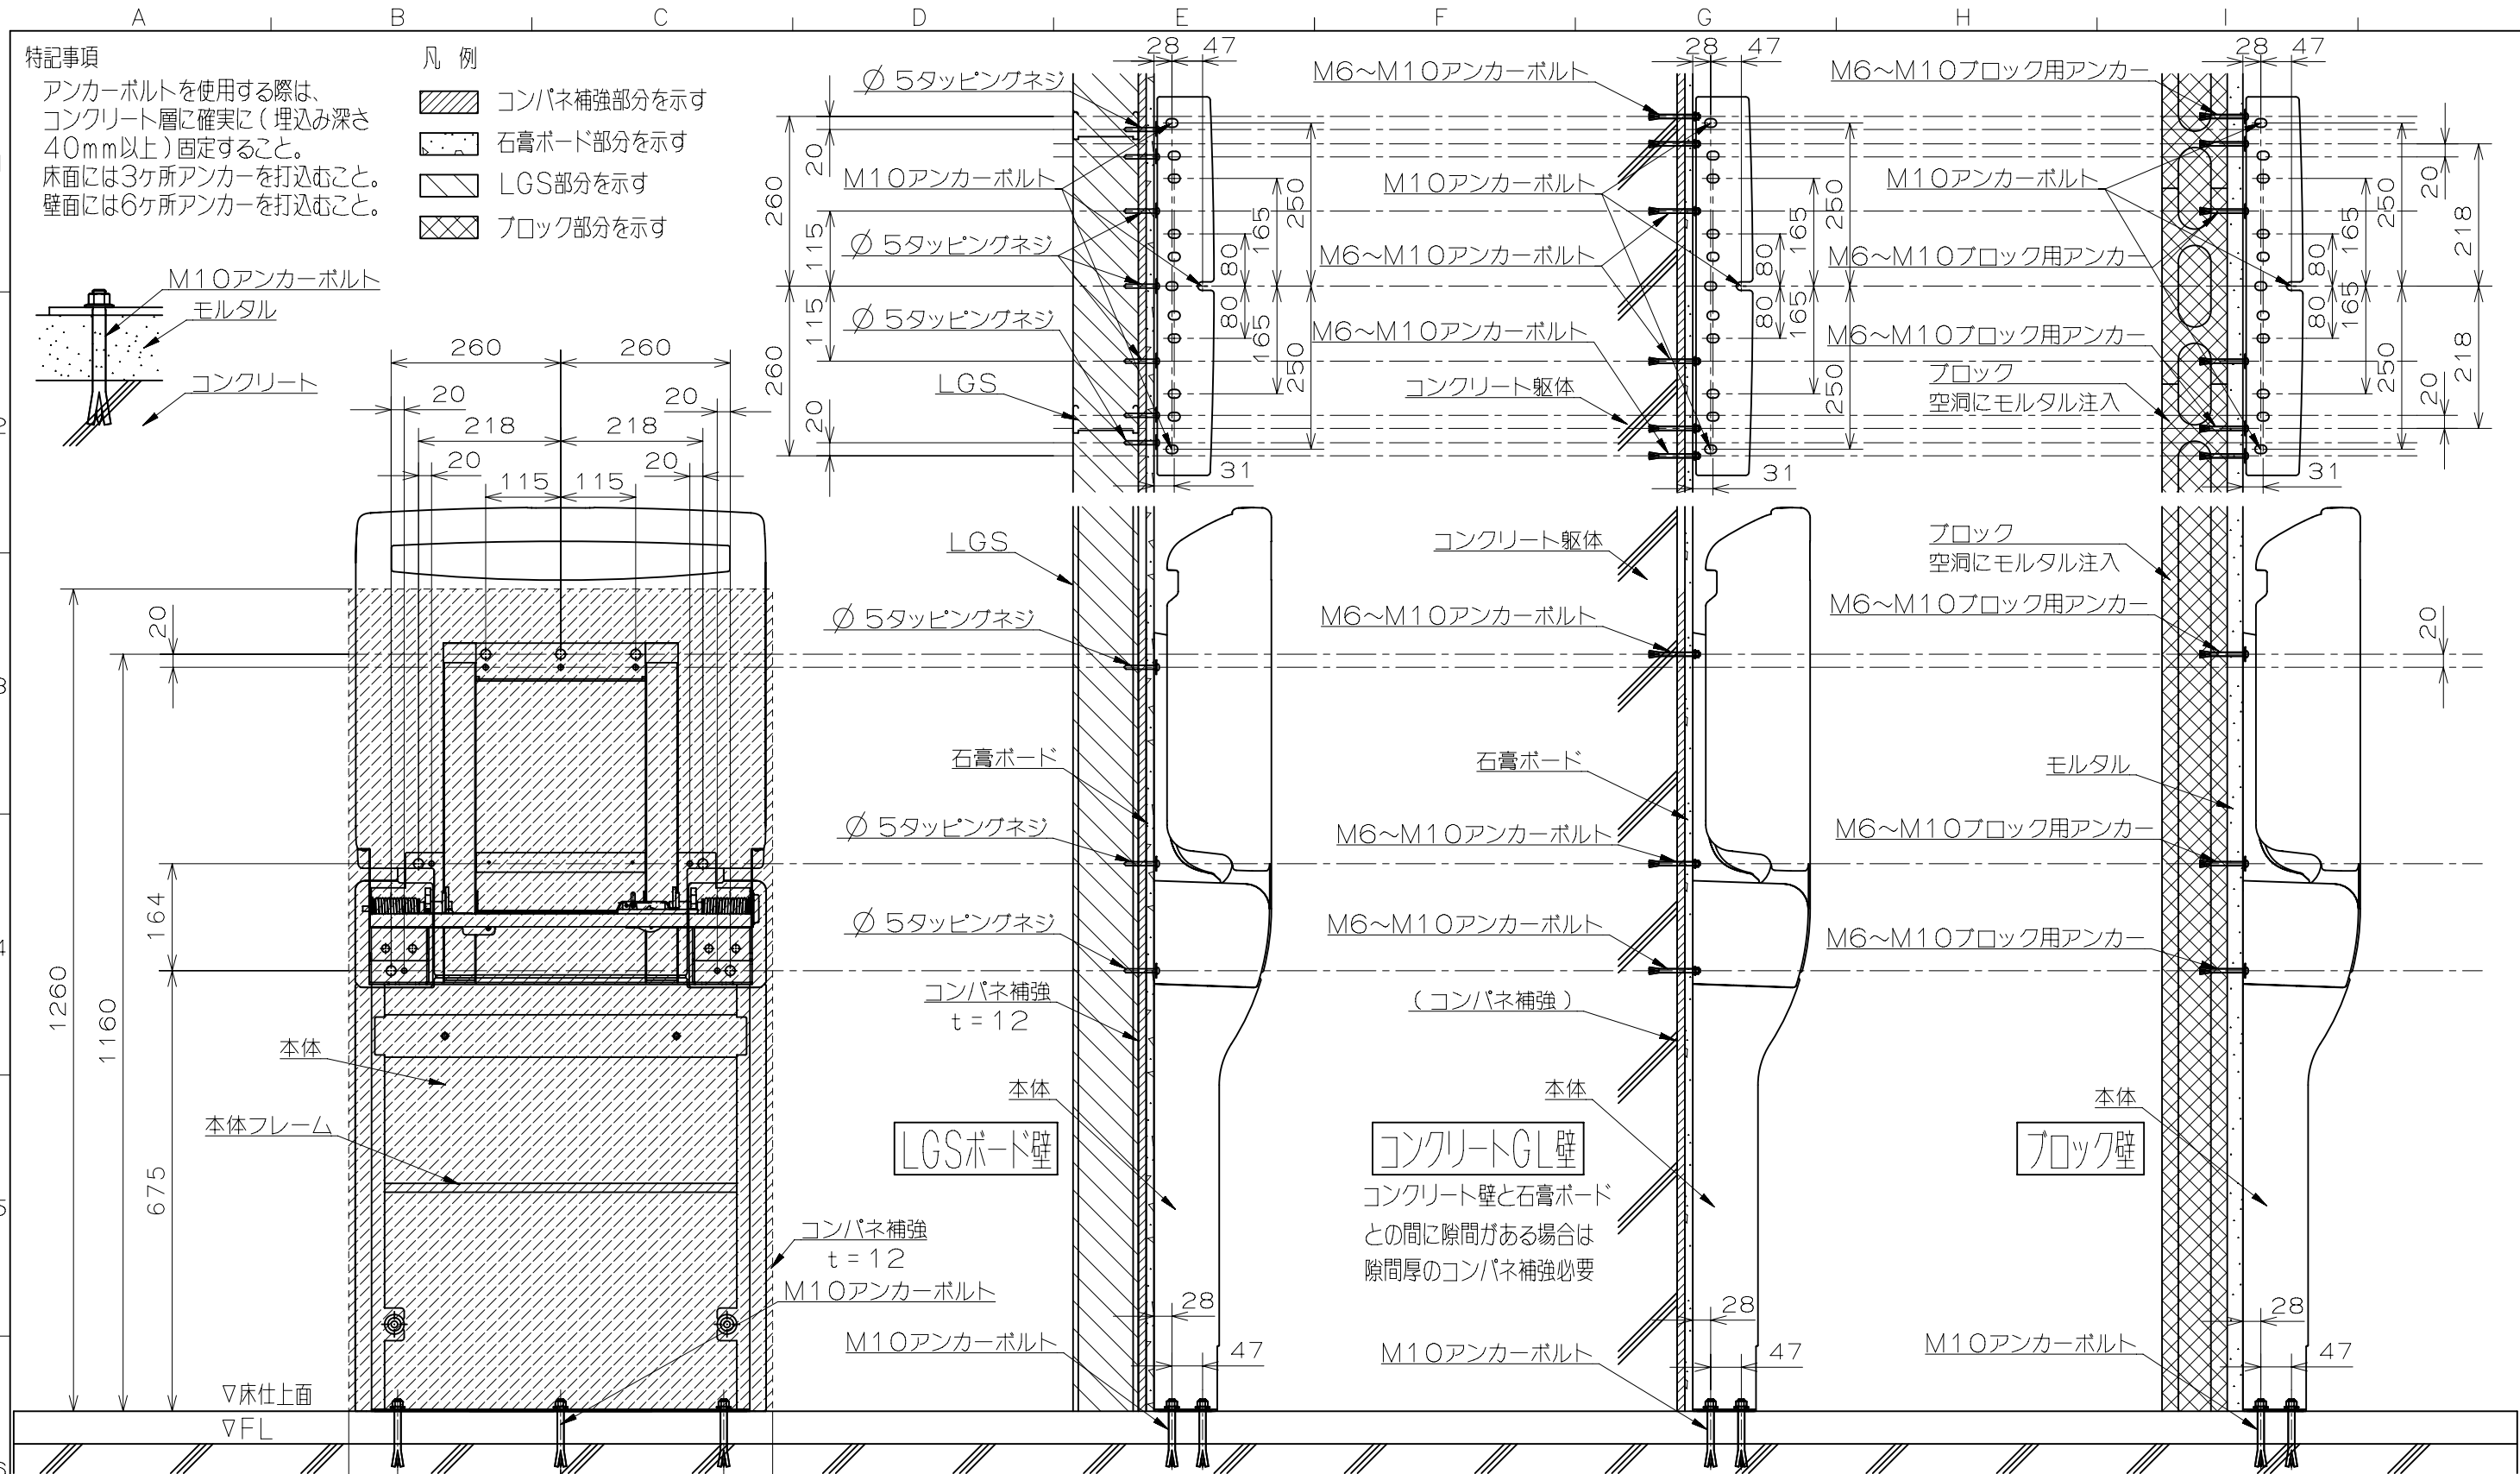 A B C D E F G H I
特記事項
アンカーボルトを使用する際は、
コンクリート層に確実に(埋込み深さ
40mm以上)固定すること。
床面には3ケ所アンカーを打込むこと。
壁面には6ケ所アンカーを打込むこと。
凡 例
コンパネ補強部分を示す
石膏ボード部分を示す
LGS部分を示す
ブロック部分を示す
M10アンカーボルト
モルタル
コンクリート
260 260
20 20
218 218
20 20
115 115
20
164
1260
1160
675
本体
本体フレーム
コンパネ補強
t=12
M10アンカーボルト
▽床仕上面
▽FL
28 47
Ø5タッピングネジ
M10アンカーボルト
Ø5タッピングネジ
Ø5タッピングネジ
LGS
260
20
115
115
260
20
250
165
80
80
165
250
31
LGS
Ø5タッピングネジ
石膏ボード
Ø5タッピングネジ
Ø5タッピングネジ
コンパネ補強
t=12
本体
LGSボード壁
28
M10アンカーボルト
47
28 47
M6~M10アンカーボルト
M10アンカーボルト
M6~M10アンカーボルト
M6~M10アンカーボルト
コンクリート躯体
250
165
80
80
165
250
31
コンクリート躯体
M6~M10アンカーボルト
石膏ボード
M6~M10アンカーボルト
M6~M10アンカーボルト
(コンパネ補強)
本体
コンクリートGL壁
コンクリート壁と石膏ボード
との間に隙間がある場合は
隙間厚のコンパネ補強必要
28
M10アンカーボルト
47
28 47
M6~M10ブロック用アンカー
M10アンカーボルト
M6~M10ブロック用アンカー
M6~M10ブロック用アンカー
ブロック
空洞にモルタル注入
20
218
250
165
80
80
165
250
218
20
31
ブロック
空洞にモルタル注入
M6~M10ブロック用アンカー
20
モルタル
M6~M10ブロック用アンカー
M6~M10ブロック用アンカー
本体
ブロック壁
28
M10アンカーボルト
47